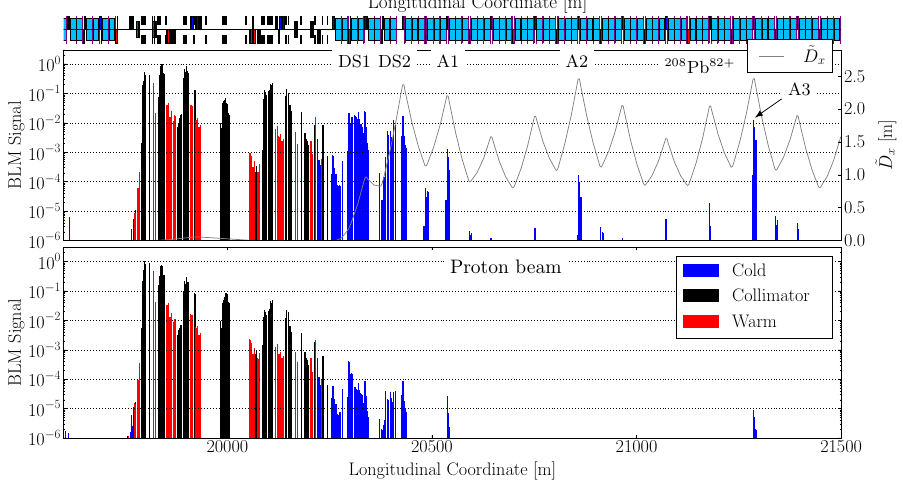 Longitudinal Coordinate [m]
DS1 DS2 A1 A2 ²⁰⁸Pb⁸²⁺ D̃ₓ
A3
BLM Signal
10⁰
10⁻¹
10⁻²
10⁻³
10⁻⁴
10⁻⁵
10⁻⁶
2.5
2.0
1.5
1.0
0.5
0.0
D̃ₓ [m]
Proton beam
Cold
Collimator
Warm
BLM Signal
10⁰
10⁻¹
10⁻²
10⁻³
10⁻⁴
10⁻⁵
10⁻⁶
20000 20500 21000 21500
Longitudinal Coordinate [m]